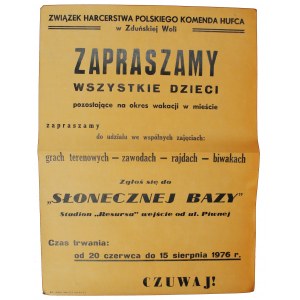 ZWIĄZEK HARCERSTWA POLSKIEGO KOMENDA HUFCA
w Zduńskiej Woli
ZAPRASZAMY
WSZYSTKIE DZIECI
pozostające na okres wakacji w mieście
zapraszamy
do udziału we wspólnych zajęciach:
grach terenowych — zawodach — rajdach — biwakach
Zgłoś się do
„SŁONECZNEJ BAZY”
Stadion „Resursa” wejście od ul. Piwnej
Czas trwania:
od 20 czerwca do 15 sierpnia 1976 r.
CZUWAJ!